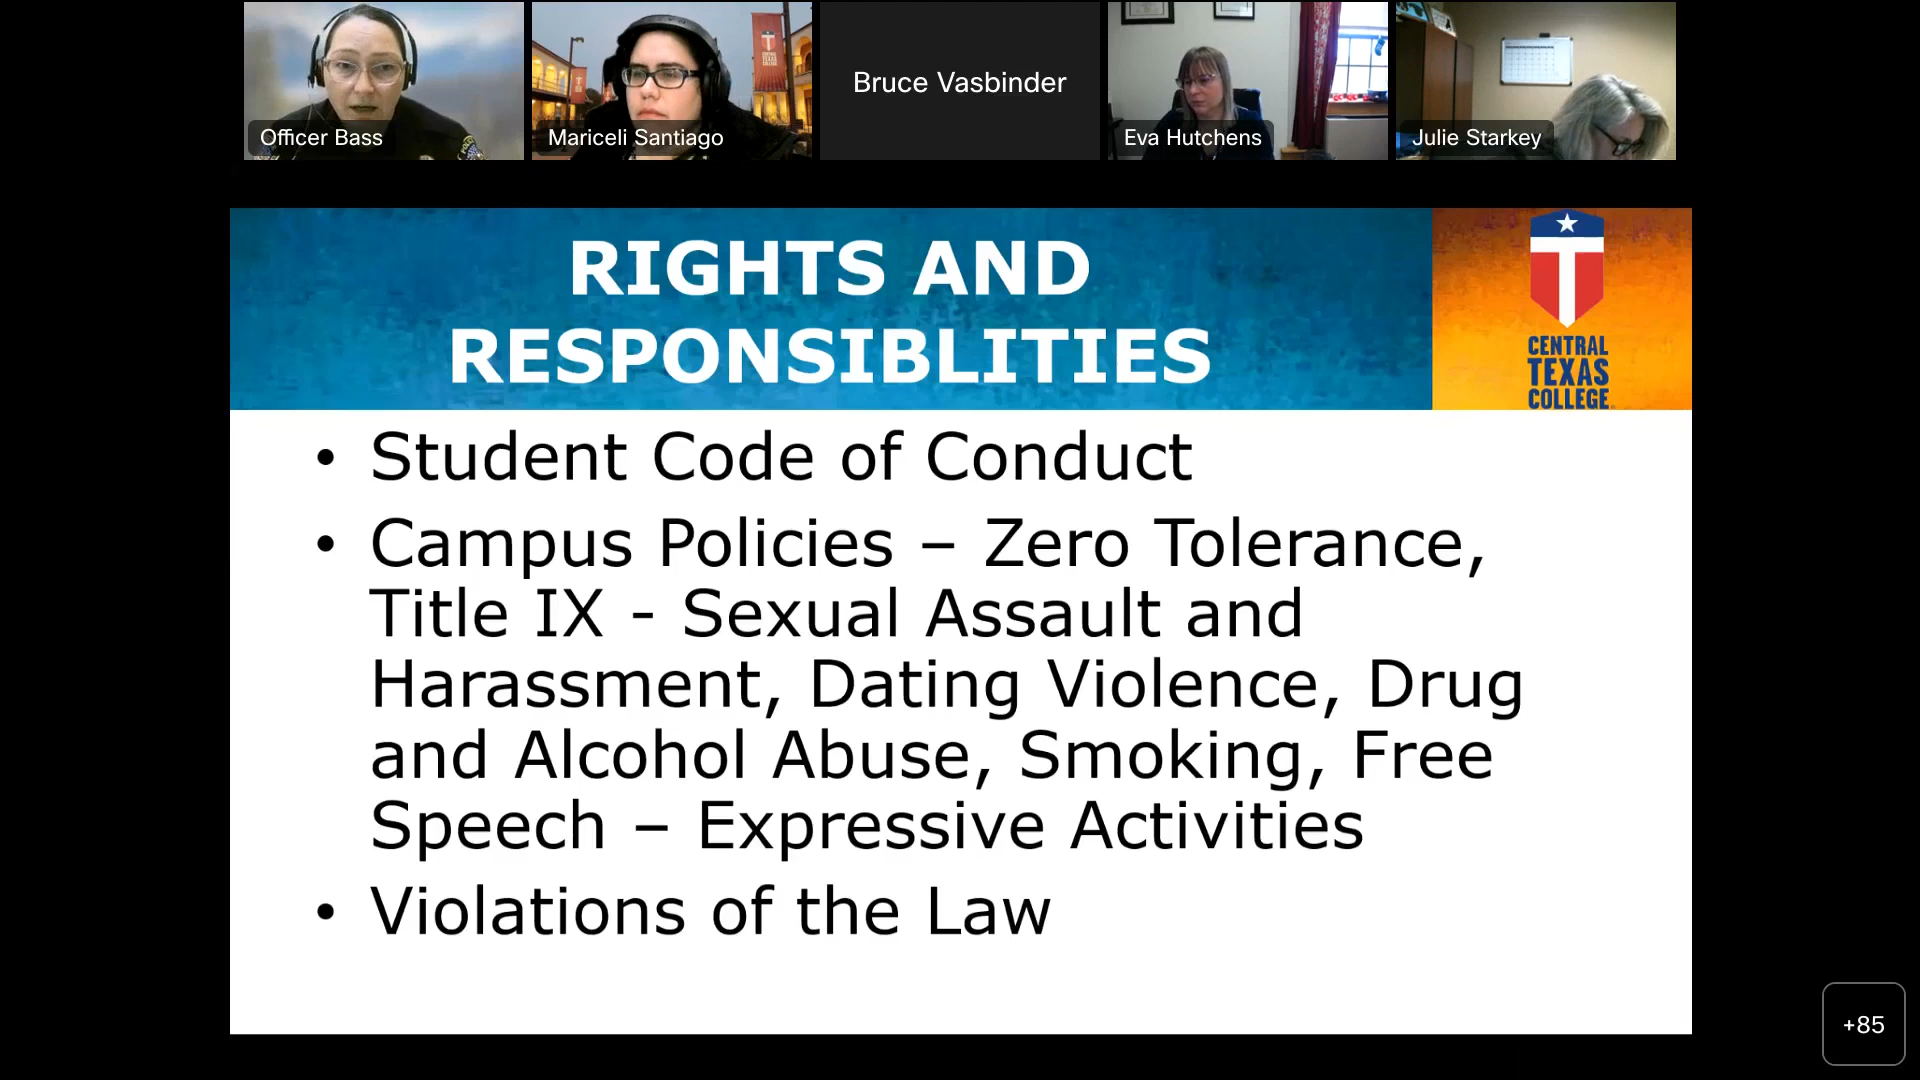 Officer Bass
Mariceli Santiago
Bruce Vasbinder
Eva Hutchens
Julie Starkey
RIGHTS AND
RESPONSIBLITIES
CENTRAL
TEXAS
COLLEGE
• Student Code of Conduct
• Campus Policies – Zero Tolerance,
Title IX - Sexual Assault and
Harassment, Dating Violence, Drug
and Alcohol Abuse, Smoking, Free
Speech – Expressive Activities
• Violations of the Law
+85